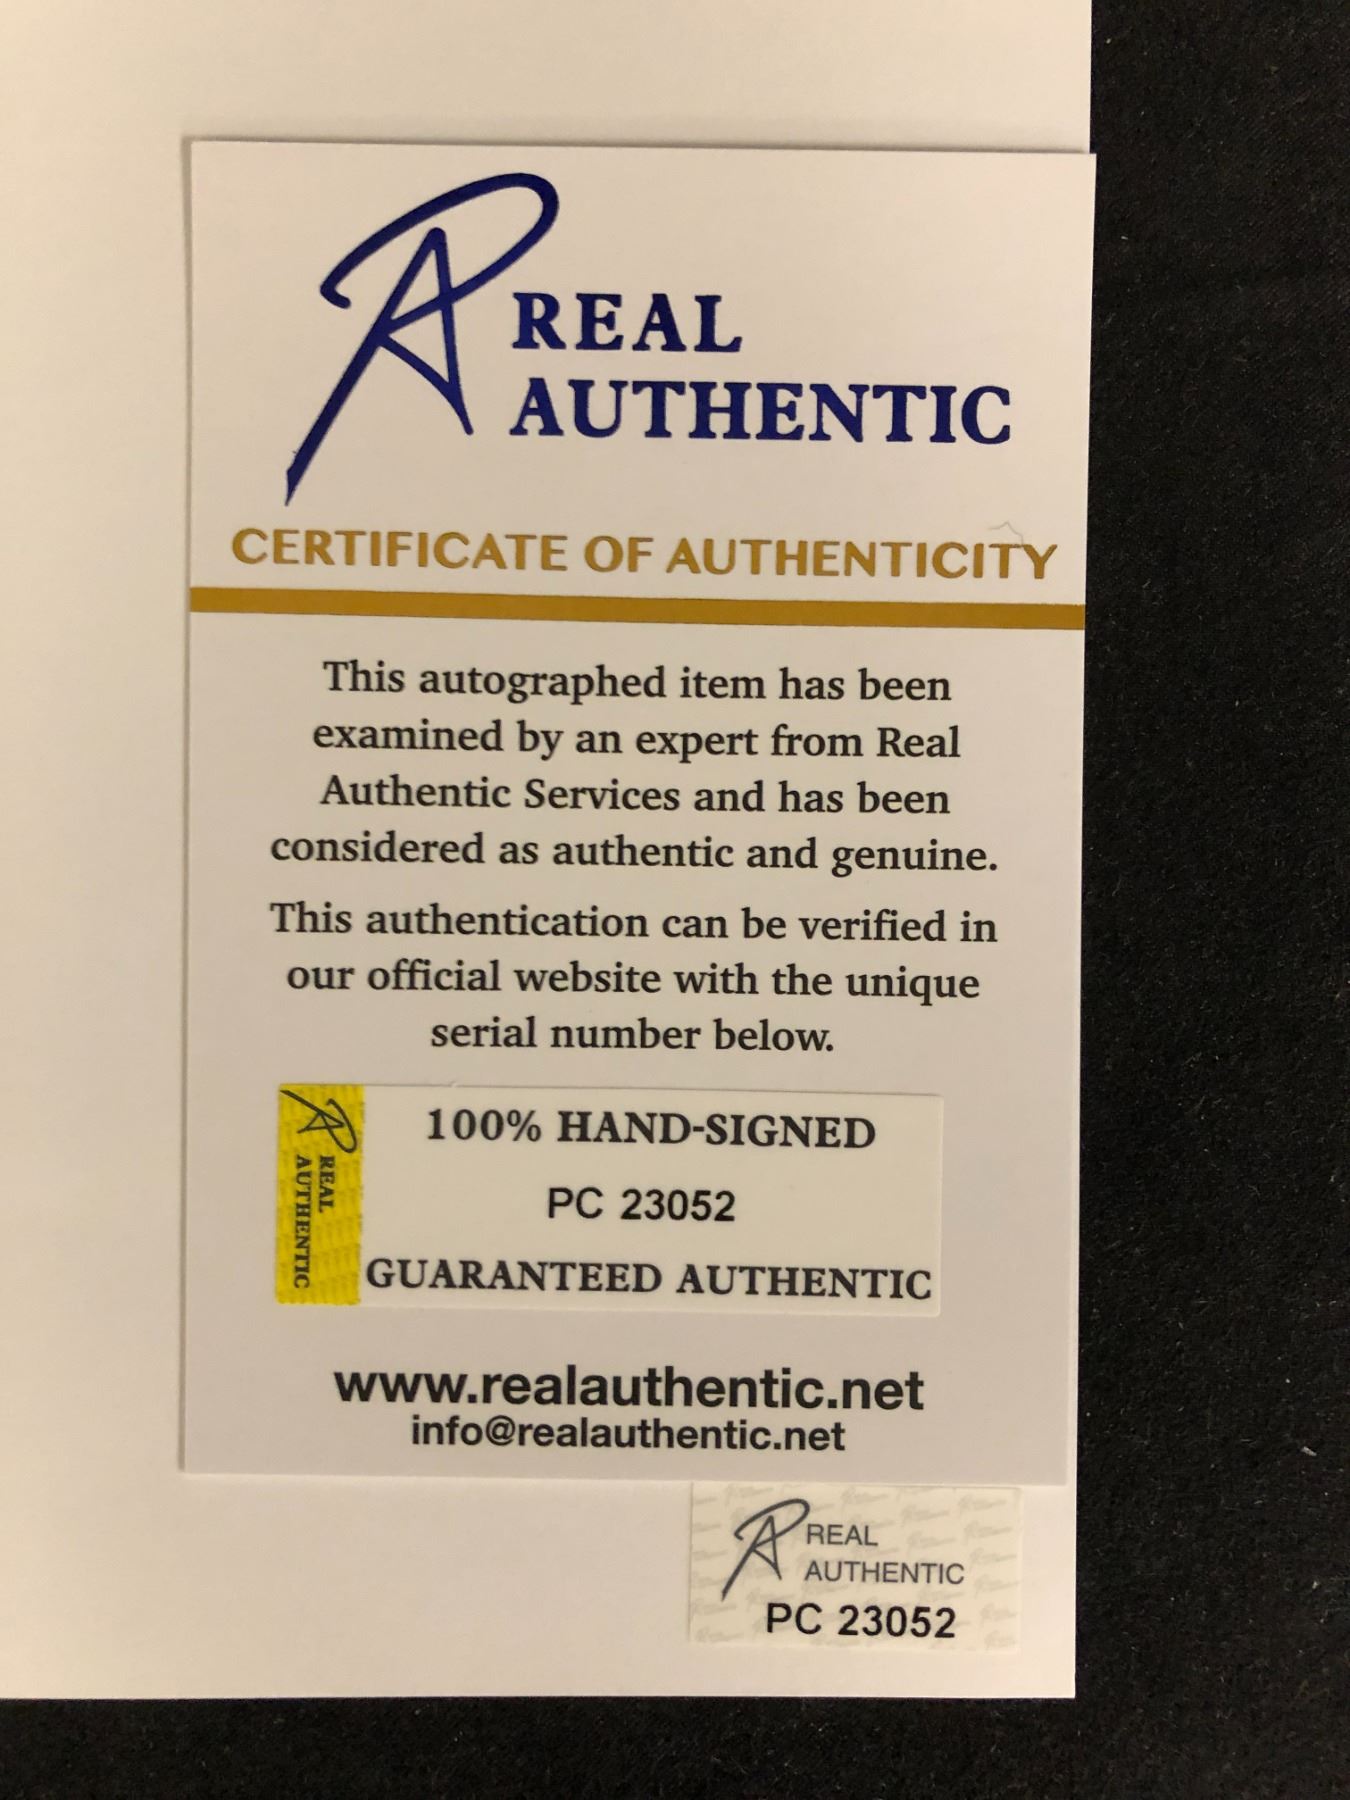 REAL
AUTHENTIC
CERTIFICATE OF AUTHENTICITY
This autographed item has been
examined by an expert from Real
Authentic Services and has been
considered as authentic and genuine.
This authentication can be verified in
our official website with the unique
serial number below.
REAL
AUTHENTIC
100% HAND-SIGNED
PC 23052
GUARANTEED AUTHENTIC
www.realauthentic.net
info@realauthentic.net
REAL
AUTHENTIC
PC 23052